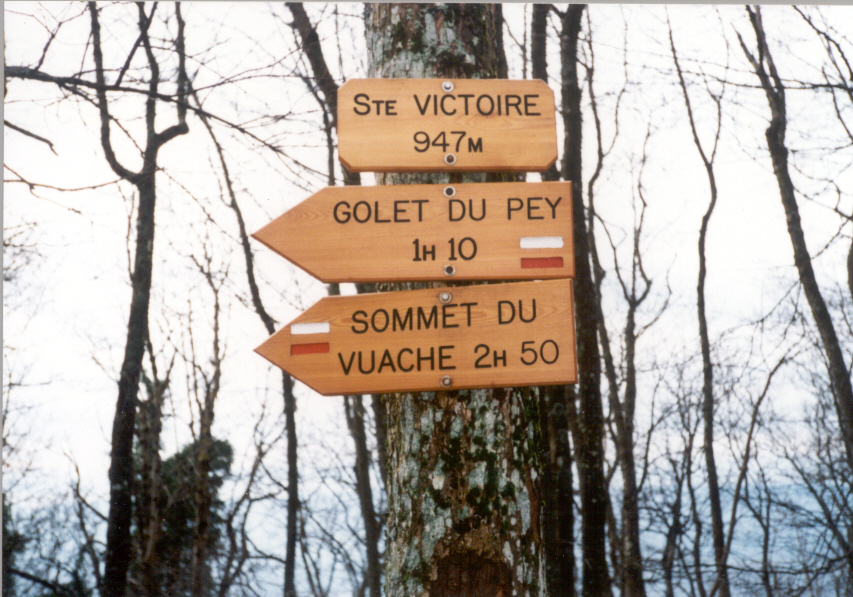 STE VICTOIRE
947M
GOLET DU PEY
1H 10
SOMMET DU
VUACHE 2H 50